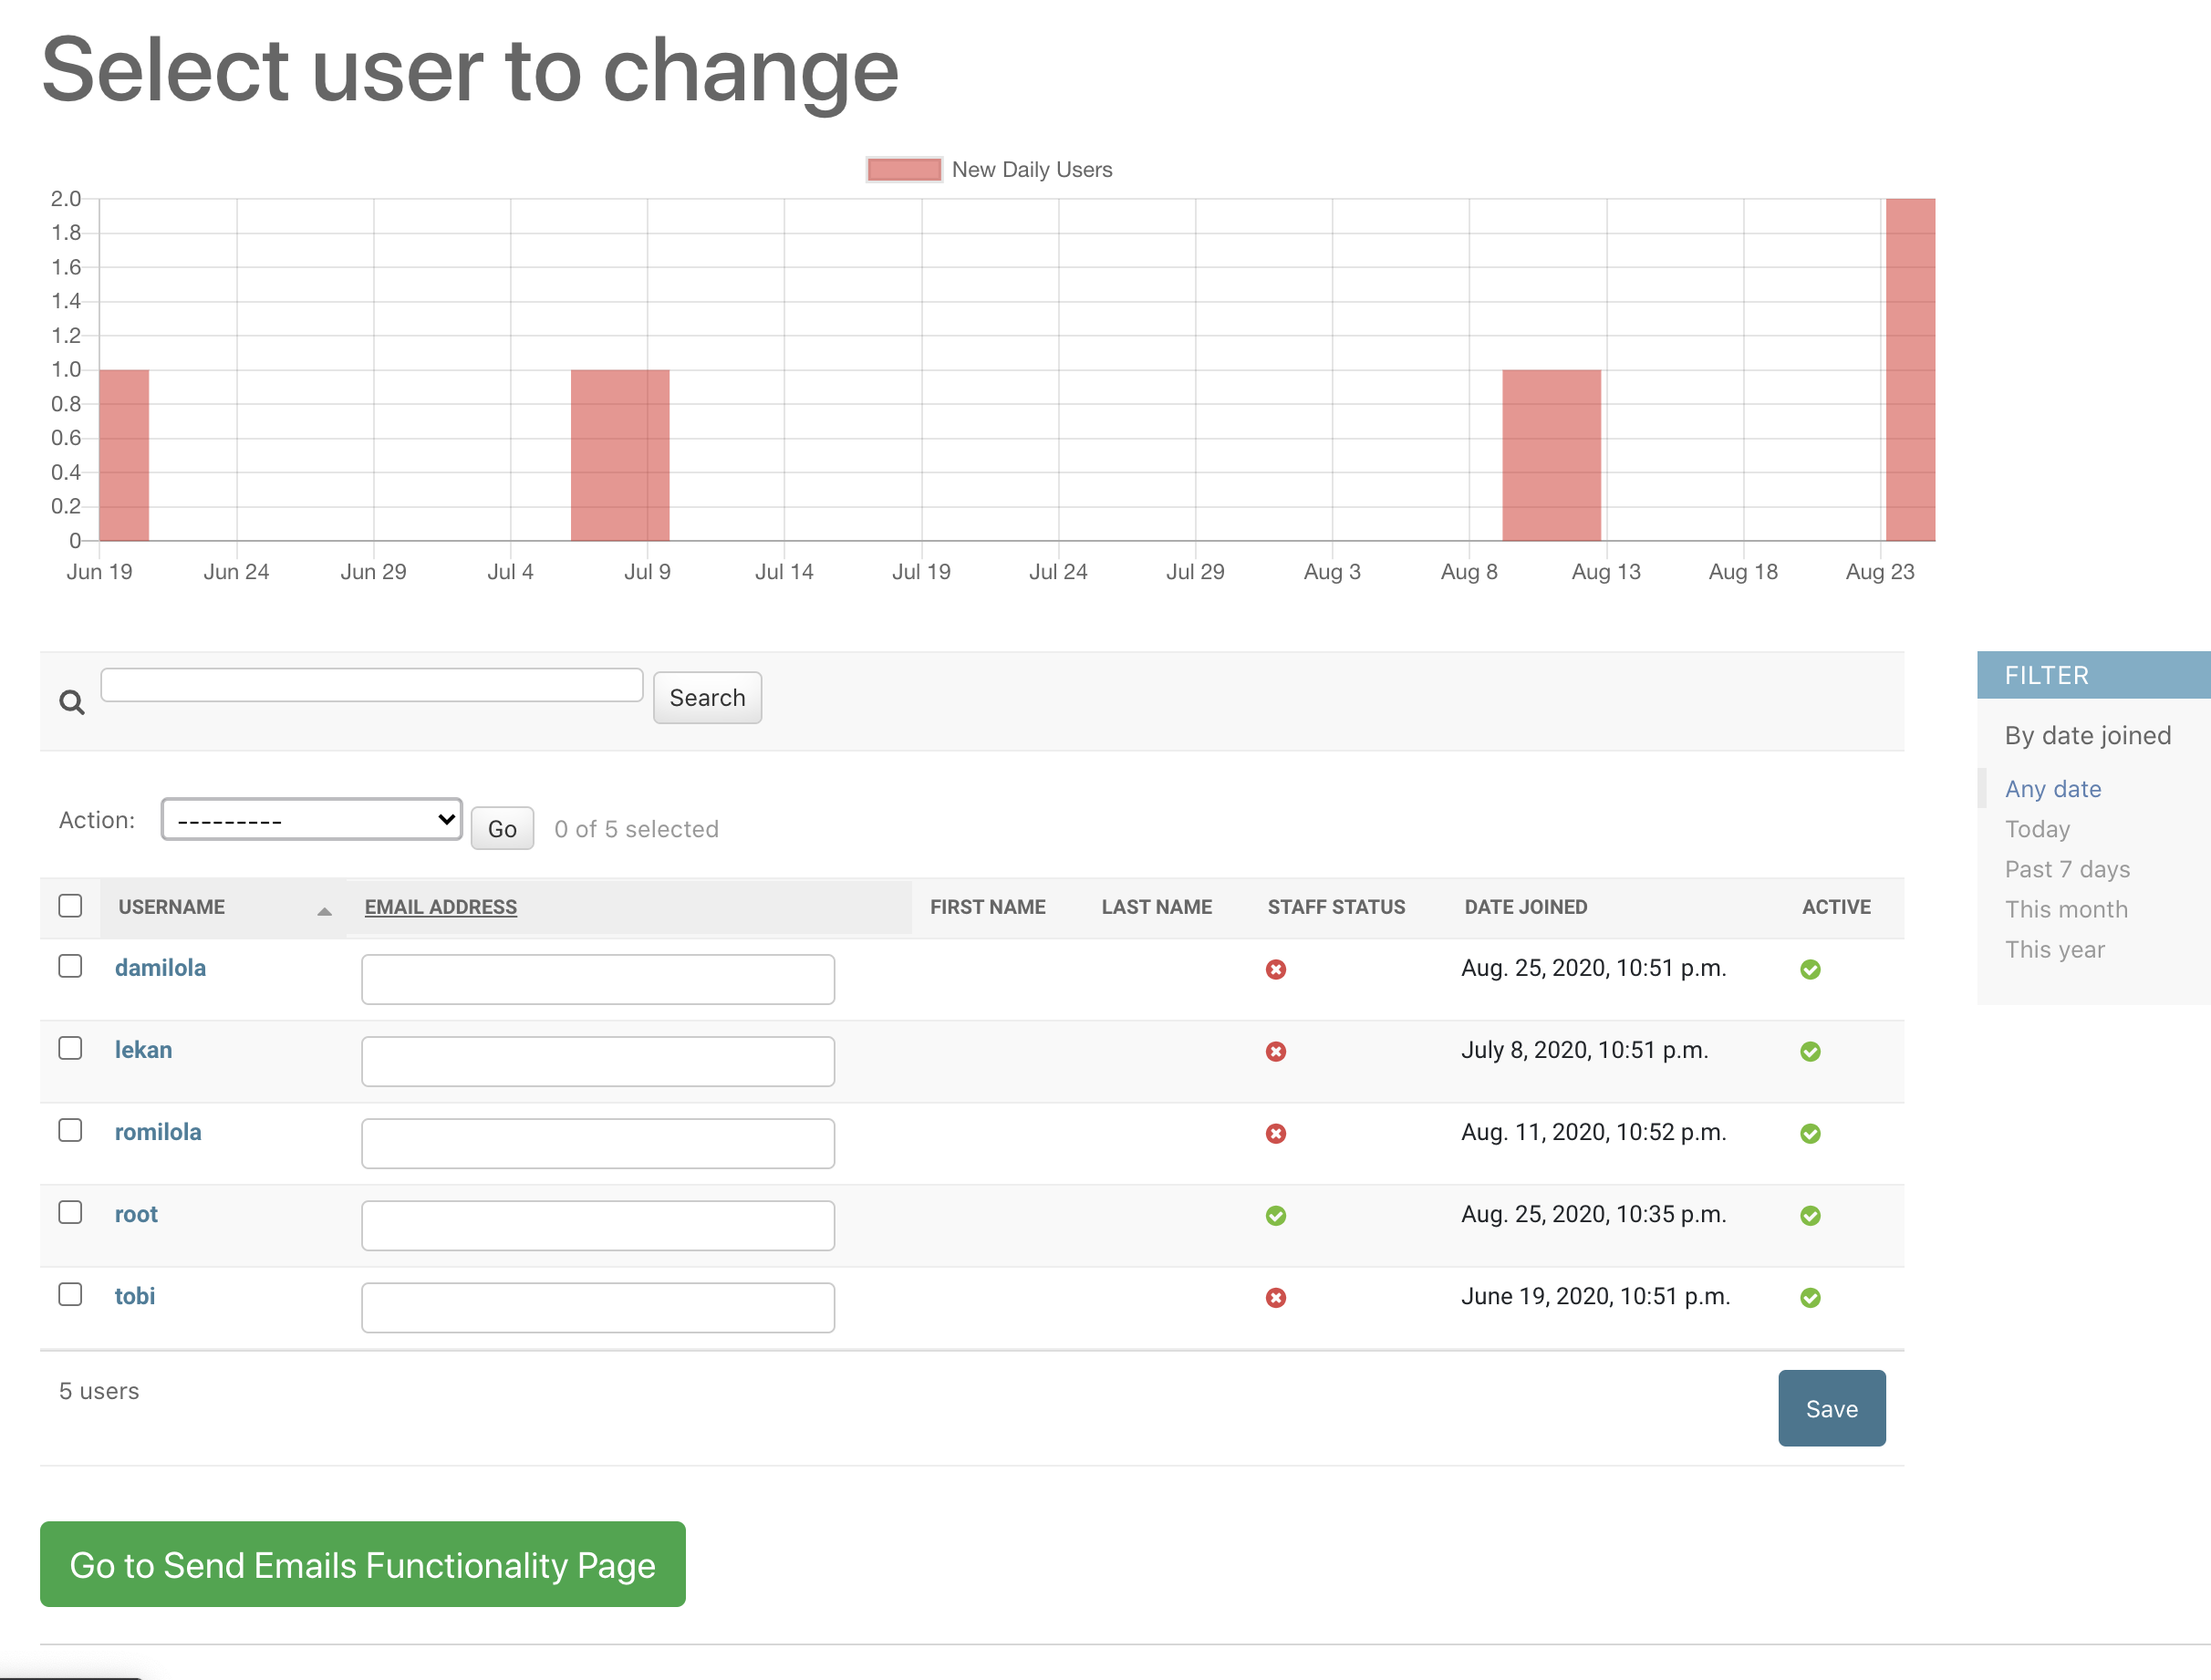 Select user to change
New Daily Users
2.0
1.8
1.6
1.4
1.2
1.0
0.8
0.6
0.4
0.2
0
Jun 19 Jun 24 Jun 29 Jul 4 Jul 9 Jul 14 Jul 19 Jul 24 Jul 29 Aug 3 Aug 8 Aug 13 Aug 18 Aug 23
Search
Action: --------- Go 0 of 5 selected
USERNAME EMAIL ADDRESS FIRST NAME LAST NAME STAFF STATUS DATE JOINED ACTIVE
damilola Aug. 25, 2020, 10:51 p.m.
lekan July 8, 2020, 10:51 p.m.
romilola Aug. 11, 2020, 10:52 p.m.
root Aug. 25, 2020, 10:35 p.m.
tobi June 19, 2020, 10:51 p.m.
5 users
Save
FILTER
By date joined
Any date
Today
Past 7 days
This month
This year
Go to Send Emails Functionality Page